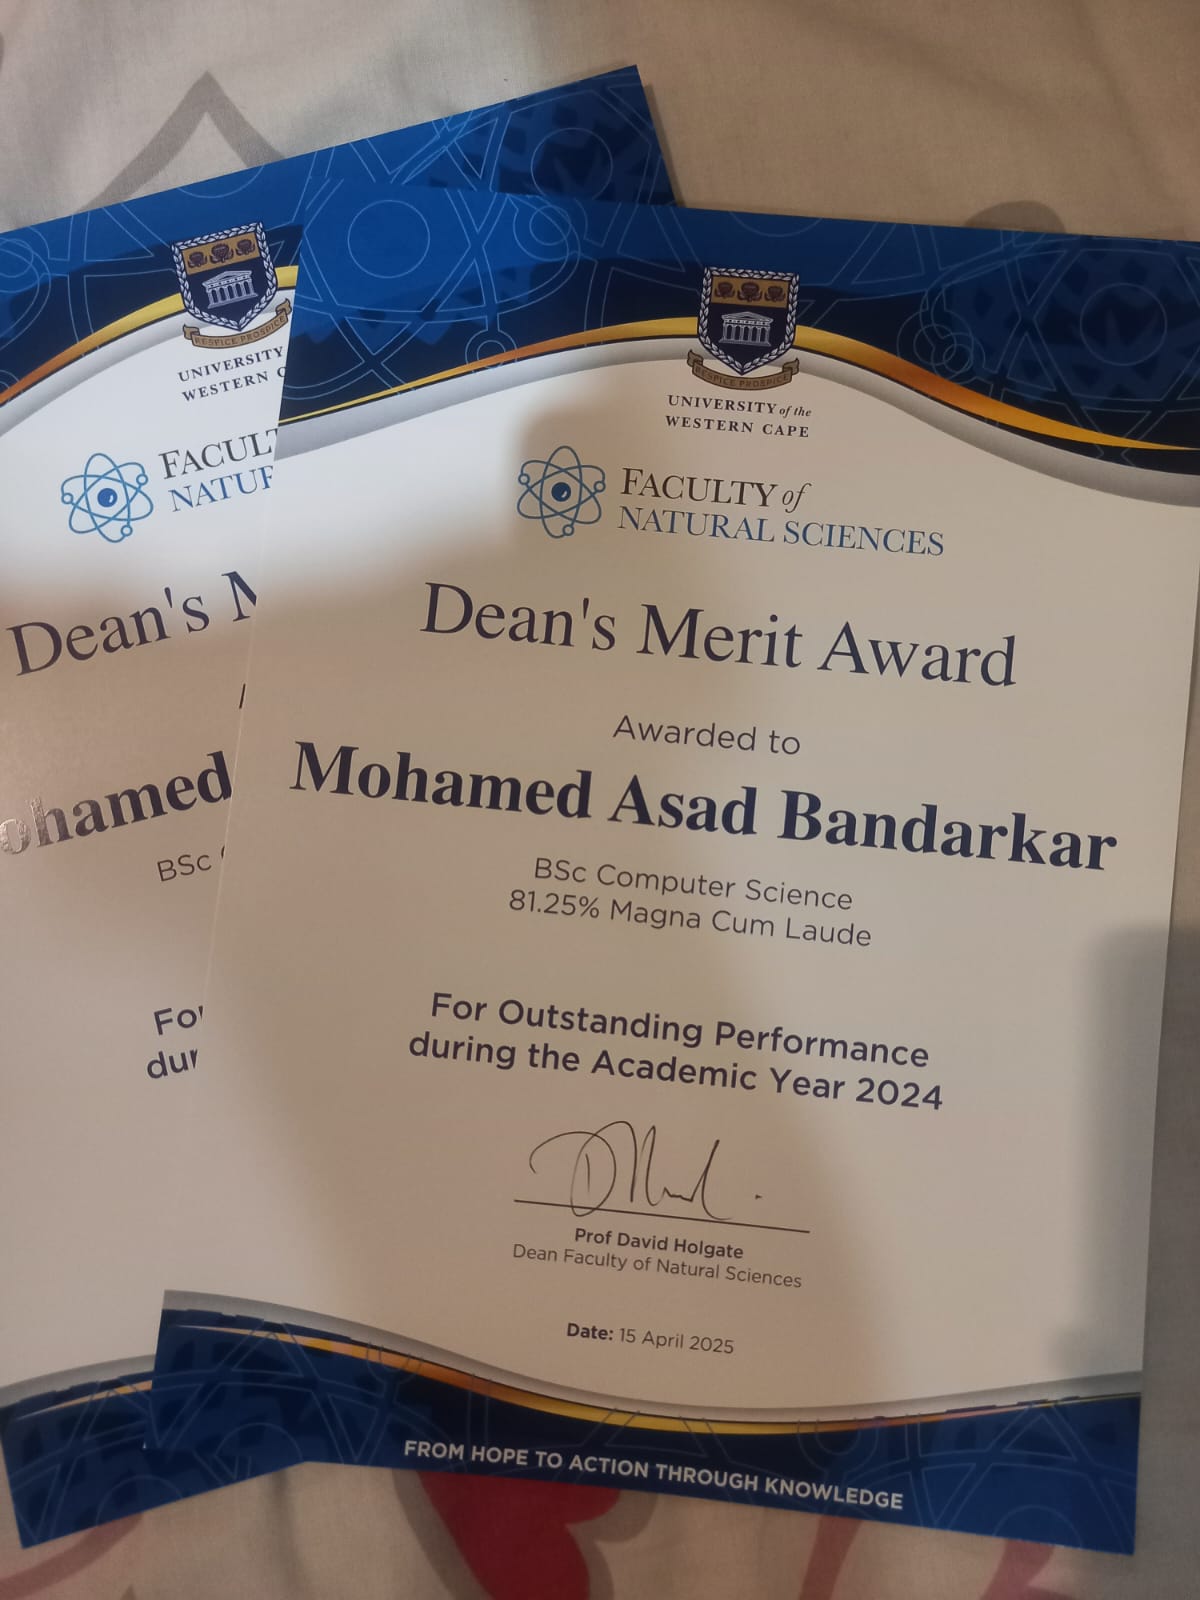 RESPICE PROSPICE
UNIVERSITY
WESTERN
FACULT
NATUR
Dean's M
ohamed
BSc
For
dur
RESPICE PROSPICE
UNIVERSITY of the
WESTERN CAPE
FACULTY of
NATURAL SCIENCES
Dean's Merit Award
Awarded to
Mohamed Asad Bandarkar
BSc Computer Science
81.25% Magna Cum Laude
For Outstanding Performance
during the Academic Year 2024
Prof David Holgate
Dean Faculty of Natural Sciences
Date: 15 April 2025
FROM HOPE TO ACTION THROUGH KNOWLEDGE